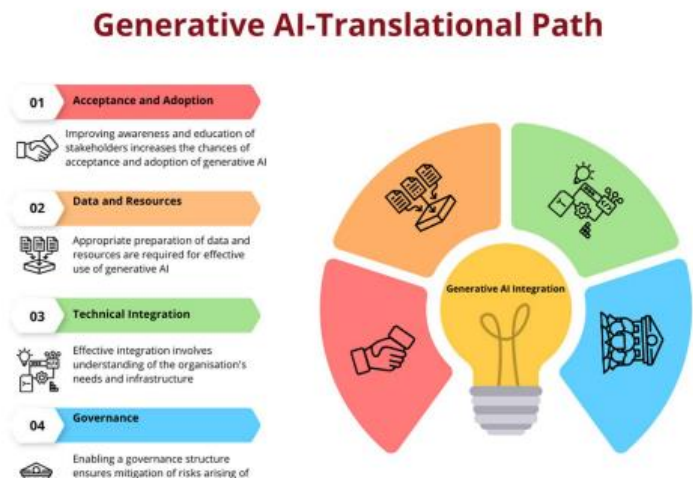 Generative AI-Translational Path
01
Acceptance and Adoption
Improving awareness and education of
stakeholders increases the chances of
acceptance and adoption of generative AI
02
Data and Resources
Appropriate preparation of data and
resources are required for effective
use of generative AI
03
Technical Integration
Effective integration involves
understanding of the organisation's
needs and infrastructure
04
Governance
Enabling a governance structure
ensures mitigation of risks arising of
Generative AI Integration